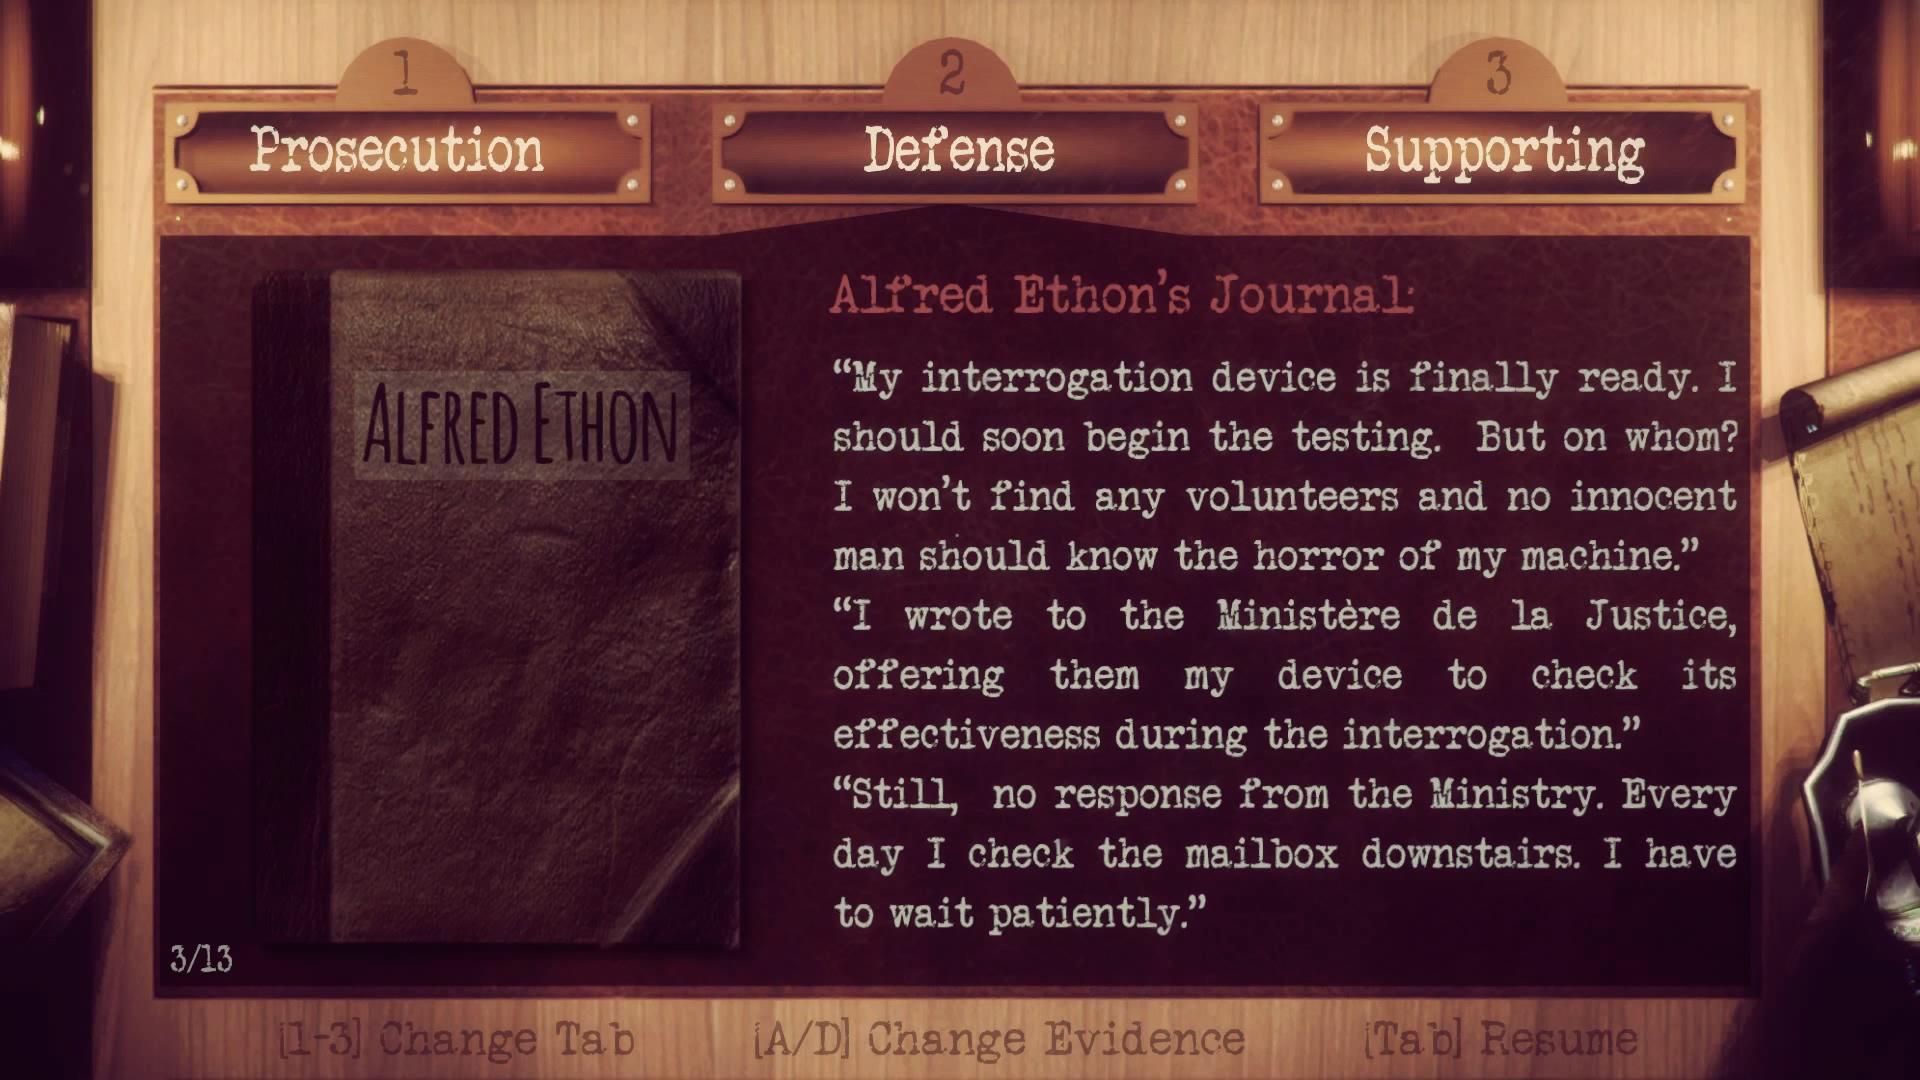 1
2
3
Prosecution
Defense
Supporting
ALFRED ETHON
Alfred Ethon's Journal:
“My interrogation device is finally ready. I
should soon begin the testing. But on whom?
I won't find any volunteers and no innocent
man should know the horror of my machine.”
“I wrote to the Ministère de la Justice,
offering them my device to check its
effectiveness during the interrogation.”
“Still, no response from the Ministry. Every
day I check the mailbox downstairs. I have
to wait patiently.”
3/13
[1-3] Change Tab
[A/D] Change Evidence
[Tab] Resume